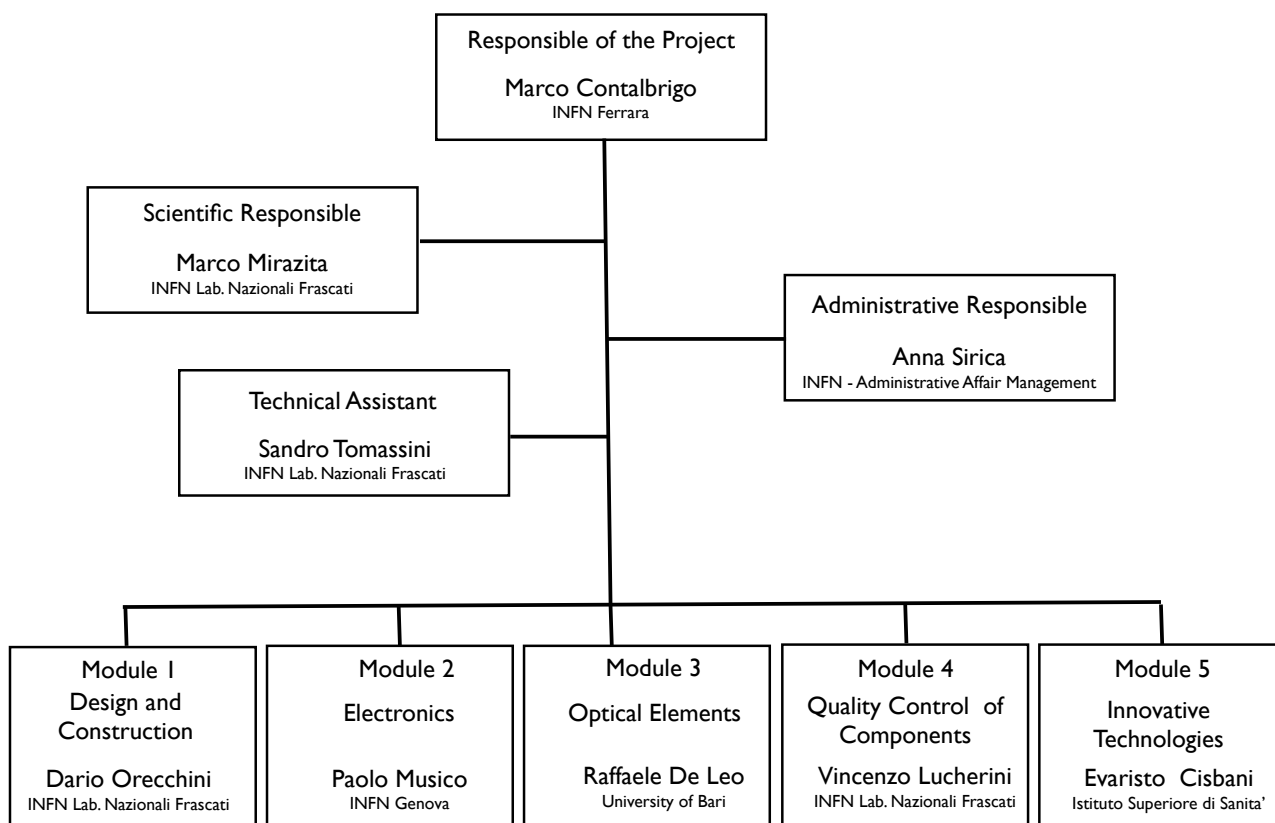 Responsible of the Project
Marco Contalbrigo
INFN Ferrara
Scientific Responsible
Marco Mirazita
INFN Lab. Nazionali Frascati
Administrative Responsible
Anna Sirica
INFN - Administrative Affair Management
Technical Assistant
Sandro Tomassini
INFN Lab. Nazionali Frascati
Module 1
Design and
Construction
Dario Orecchini
INFN Lab. Nazionali Frascati
Module 2
Electronics
Paolo Musico
INFN Genova
Module 3
Optical Elements
Raffaele De Leo
University of Bari
Module 4
Quality Control of
Components
Vincenzo Lucherini
INFN Lab. Nazionali Frascati
Module 5
Innovative
Technologies
Evaristo Cisbani
Istituto Superiore di Sanita'